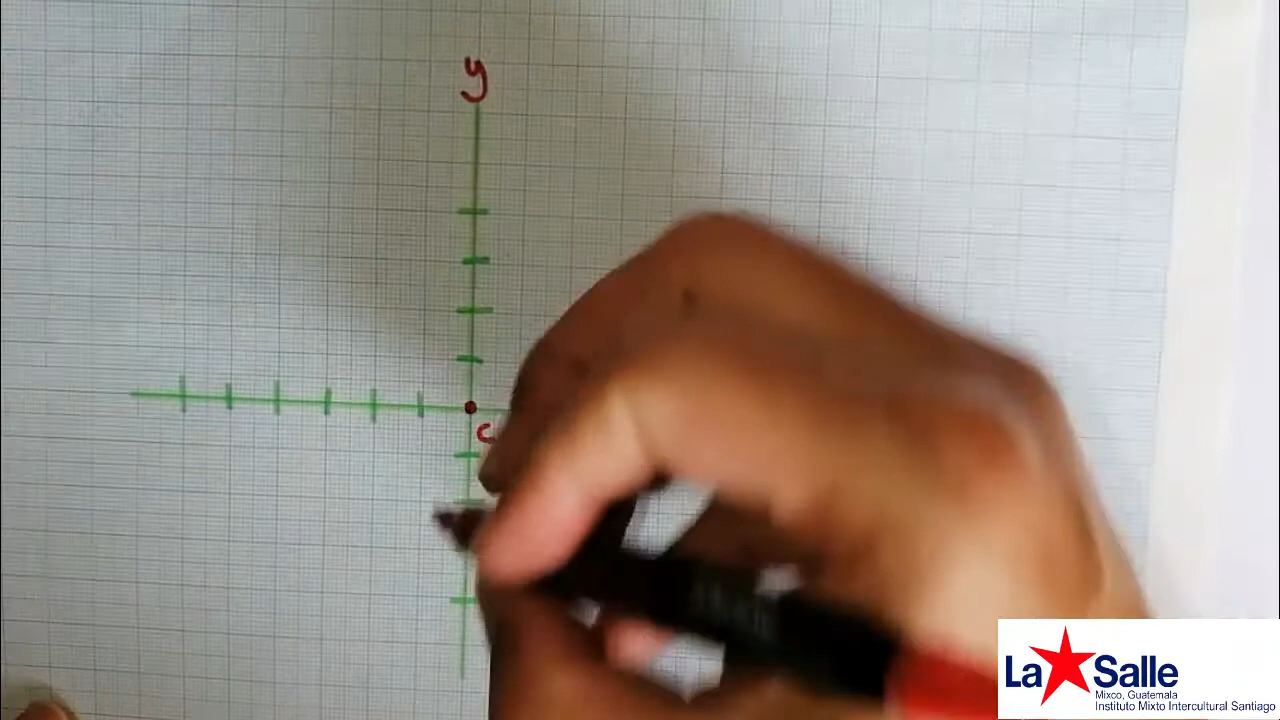 y
La Salle
Mixco, Guatemala
Instituto Mixto Intercultural Santiago